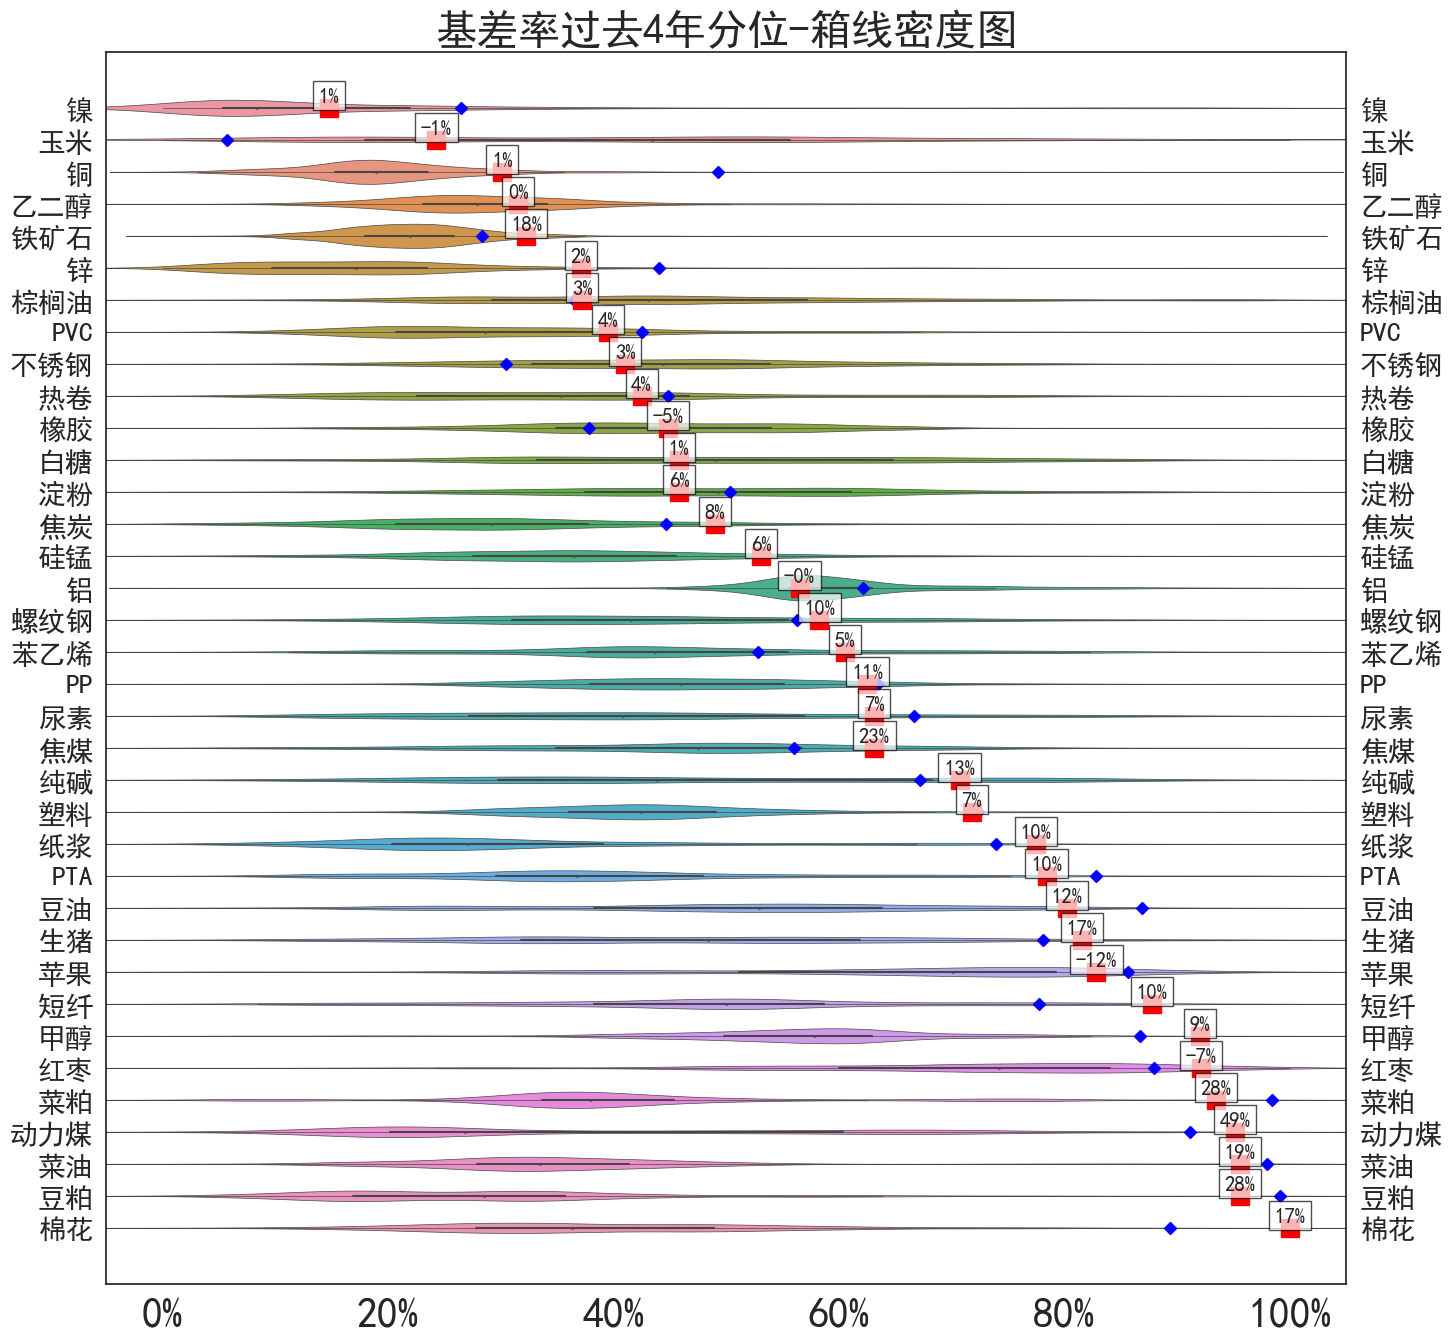 基差率过去4年分位-箱线密度图
镍 1% 镍
玉米 -1% 玉米
铜 1% 铜
乙二醇 0% 乙二醇
铁矿石 18% 铁矿石
锌 2% 锌
棕榈油 3% 棕榈油
PVC 4% PVC
不锈钢 3% 不锈钢
热卷 4% 热卷
橡胶 -5% 橡胶
白糖 1% 白糖
淀粉 6% 淀粉
焦炭 8% 焦炭
硅锰 6% 硅锰
铝 -0% 铝
螺纹钢 10% 螺纹钢
苯乙烯 5% 苯乙烯
PP 11% PP
尿素 7% 尿素
焦煤 23% 焦煤
纯碱 13% 纯碱
塑料 7% 塑料
纸浆 10% 纸浆
PTA 10% PTA
豆油 12% 豆油
生猪 17% 生猪
苹果 -12% 苹果
短纤 10% 短纤
甲醇 9% 甲醇
红枣 -7% 红枣
菜粕 28% 菜粕
动力煤 49% 动力煤
菜油 19% 菜油
豆粕 28% 豆粕
棉花 17% 棉花
0% 20% 40% 60% 80% 100%